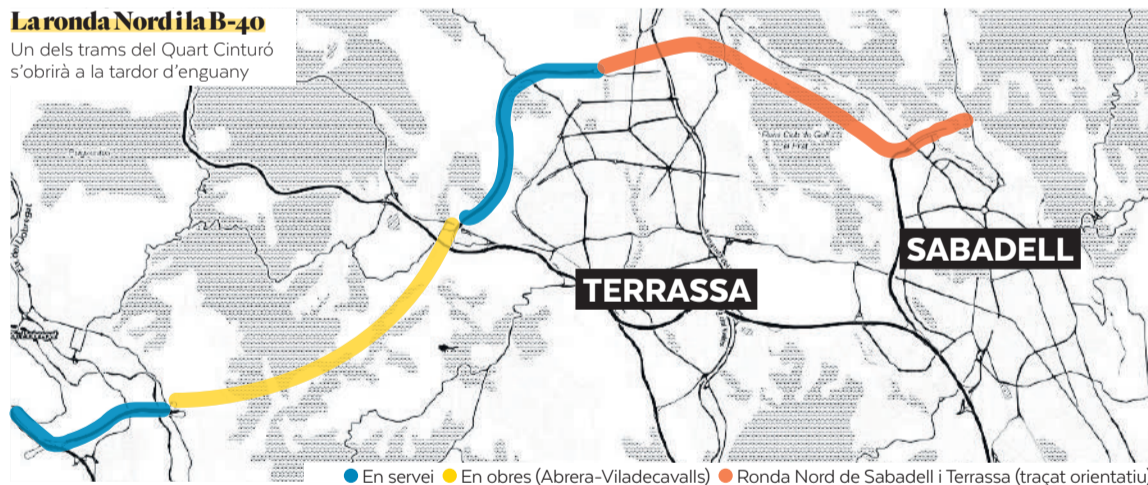 La ronda Nord i la B-40
Un dels trams del Quart Cinturó
s'obrirà a la tardor d'enguany
TERRASSA
SABADELL
En servei
En obres (Abrera-Viladecavalls)
Ronda Nord de Sabadell i Terrassa (traçat orientatiu)